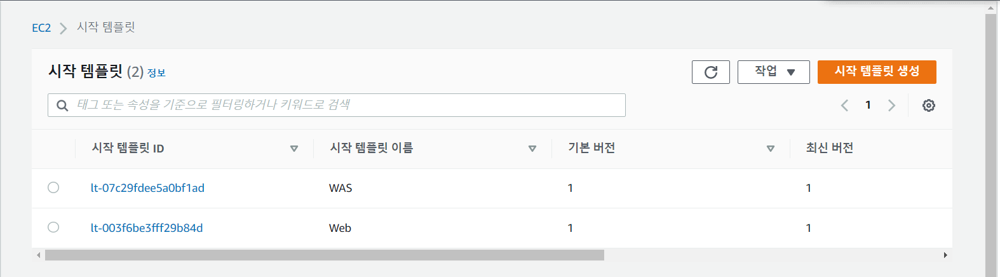 EC2 시작 템플릿
시작 템플릿 (2) 정보 작업 시작 템플릿 생성
태그 또는 속성을 기준으로 필터링하거나 키워드로 검색 1
시작 템플릿 ID 시작 템플릿 이름 기본 버전 최신 버전
lt-07c29fdee5a0bf1ad WAS 1 1
lt-003f6be3fff29b84d Web 1 1